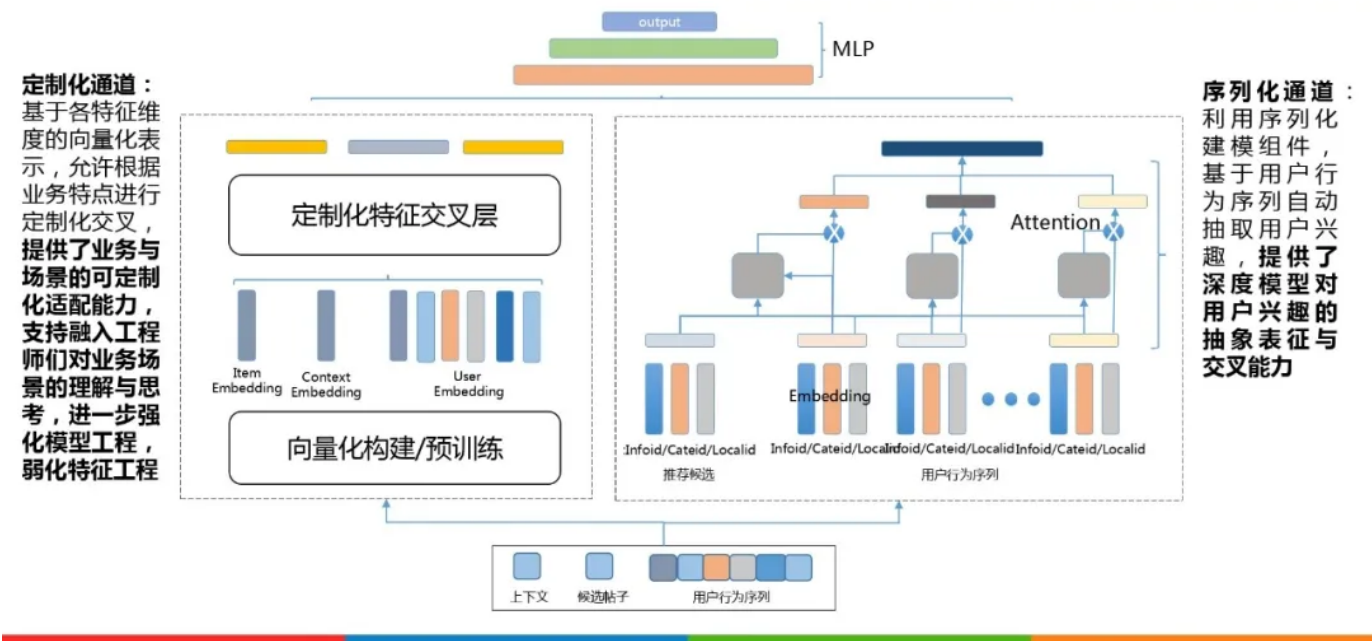 output
MLP
定制化通道：
基于各特征维
度的向量化表
示，允许根据
业务特点进行
定制化交叉，
提供了业务与
场景的可定制
化适配能力，
支持融入工程
师们对业务场
景的理解与思
考，进一步强
化模型工程，
弱化特征工程
定制化特征交叉层
Item
Embedding
Context
Embedding
User
Embedding
向量化构建/预训练
Attention
Embedding
Infoid/Cateid/Localid
Infoid/Cateid/Localid
Infoid/Cateid/Localid
Infoid/Cateid/Localid
推荐候选
用户行为序列
序列化通道：
利用序列化
建模组件，
基于用户行
为序列自动
抽取用户兴
趣，提供了
深度模型对
用户兴趣的
抽象表征与
交叉能力
上下文
候选帖子
用户行为序列